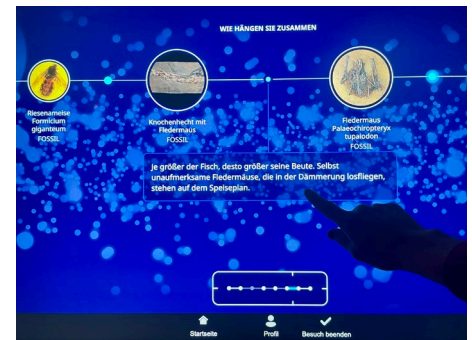 WIE HÄNGEN SIE ZUSAMMEN
Riesenameise
Formicium
giganteum
FOSSIL
Knochenhecht mit
Fledermaus
FOSSIL
Fledermaus
Palaeochiropteryx
tupaiodon
FOSSIL
Je größer der Fisch, desto größer seine Beute. Selbst
unaufmerksame Fledermäuse, die in der Dämmerung losfliegen,
stehen auf dem Speiseplan.
Startseite
Profil
Besuch beenden